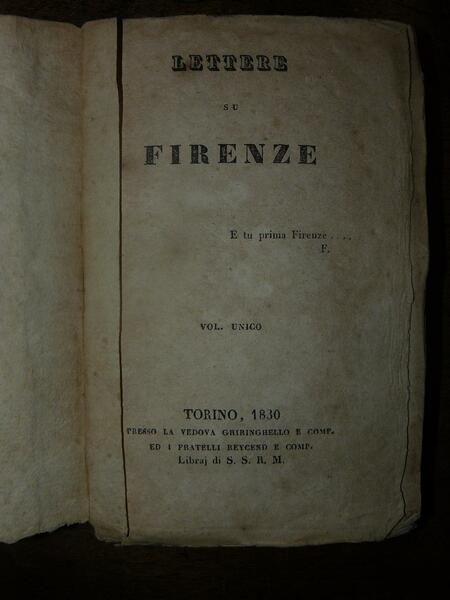 LETTERE
SU
FIRENZE
E tu prima Firenze . . . .,
F.
VOL. UNICO
TORINO, 1830
PRESSO LA VEDOVA GHIRINGHELLO E COMP.
ED I FRATELLI REYCEND E COMP.
Libraj di S. S. R. M.